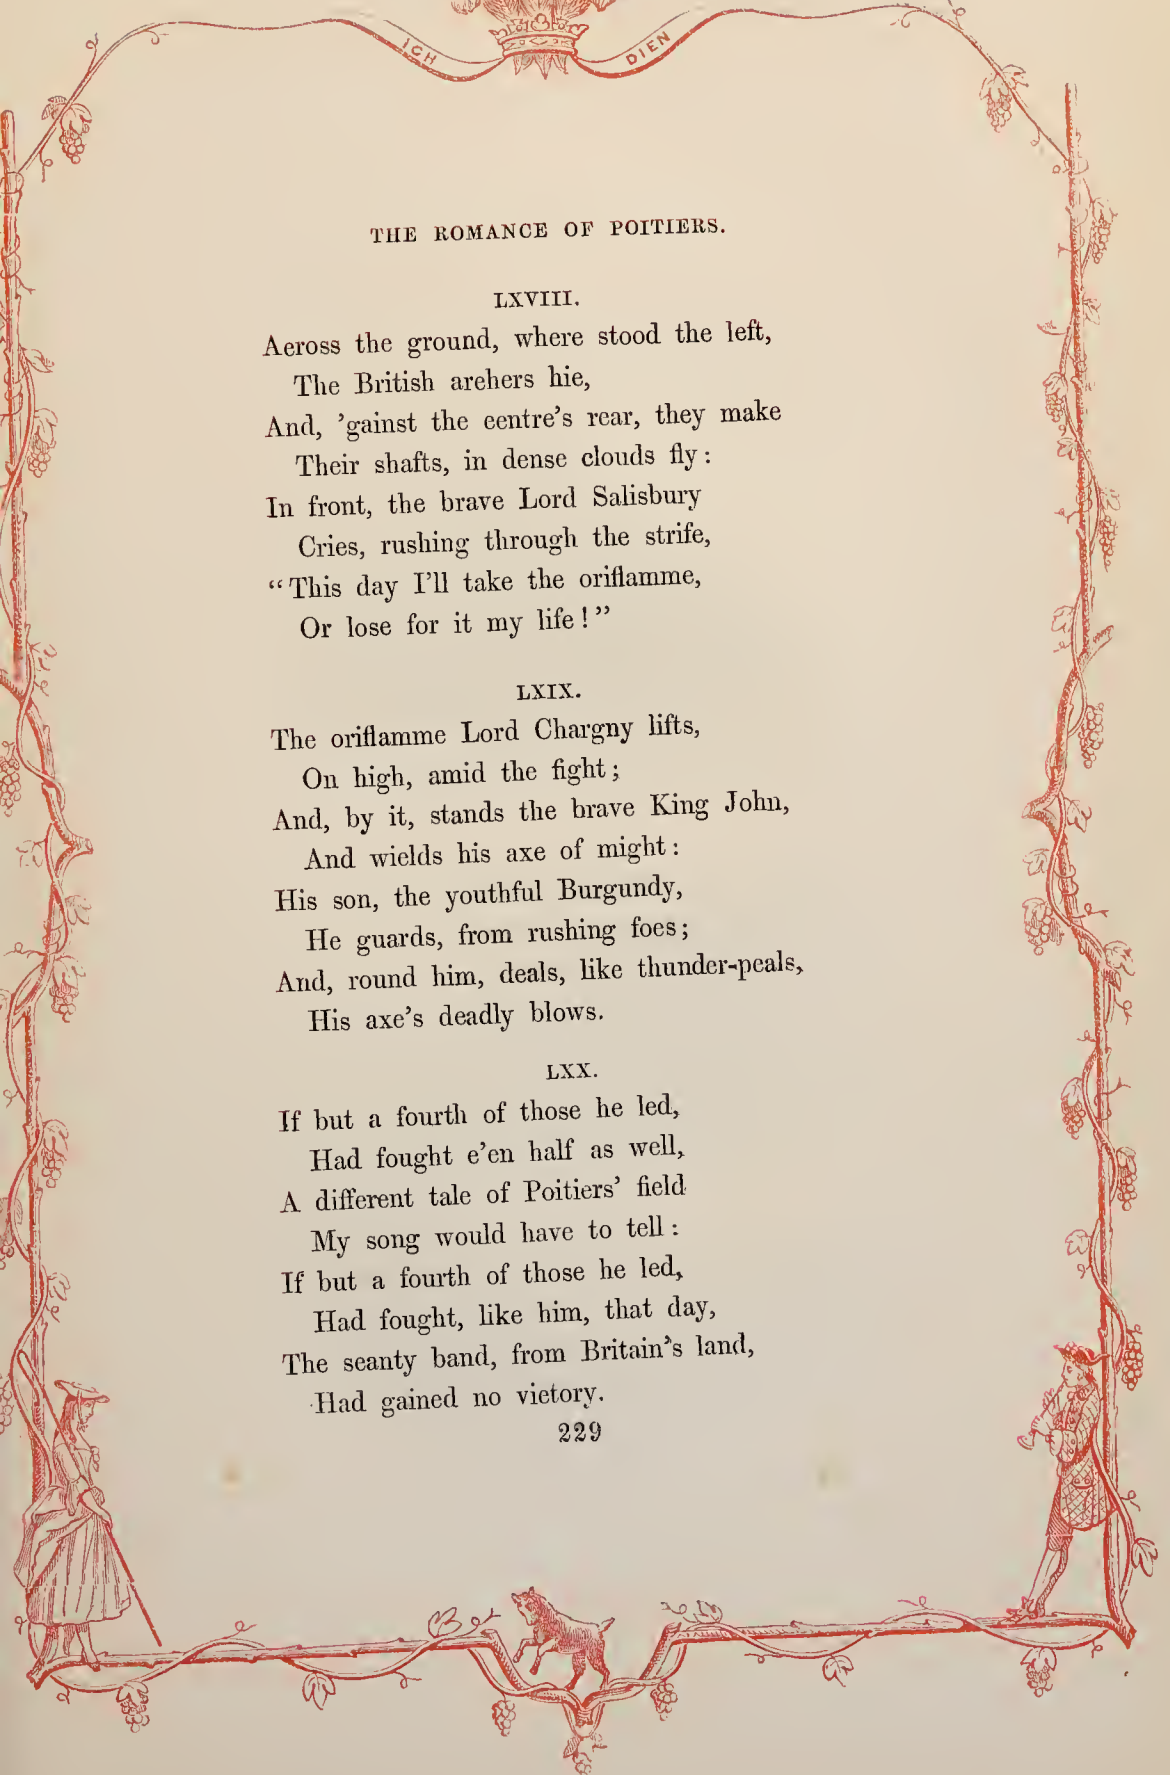 ICH DIEN
THE ROMANCE OF POITIERS.
LXVIII.
Across the ground, where stood the left,
The British archers hie,
And, 'gainst the centre's rear, they make
Their shafts, in dense clouds fly:
In front, the brave Lord Salisbury
Cries, rushing through the strife,
"This day I'll take the oriflamme,
Or lose for it my life!"
LXIX.
The oriflamme Lord Chargny lifts,
On high, amid the fight;
And, by it, stands the brave King John,
And wields his axe of might:
His son, the youthful Burgundy,
He guards, from rushing foes;
And, round him, deals, like thunder-peals,
His axe's deadly blows.
LXX.
If but a fourth of those he led,
Had fought e'en half as well,
A different tale of Poitiers' field
My song would have to tell:
If but a fourth of those he led,
Had fought, like him, that day,
The scanty band, from Britain's land,
Had gained no victory.
229